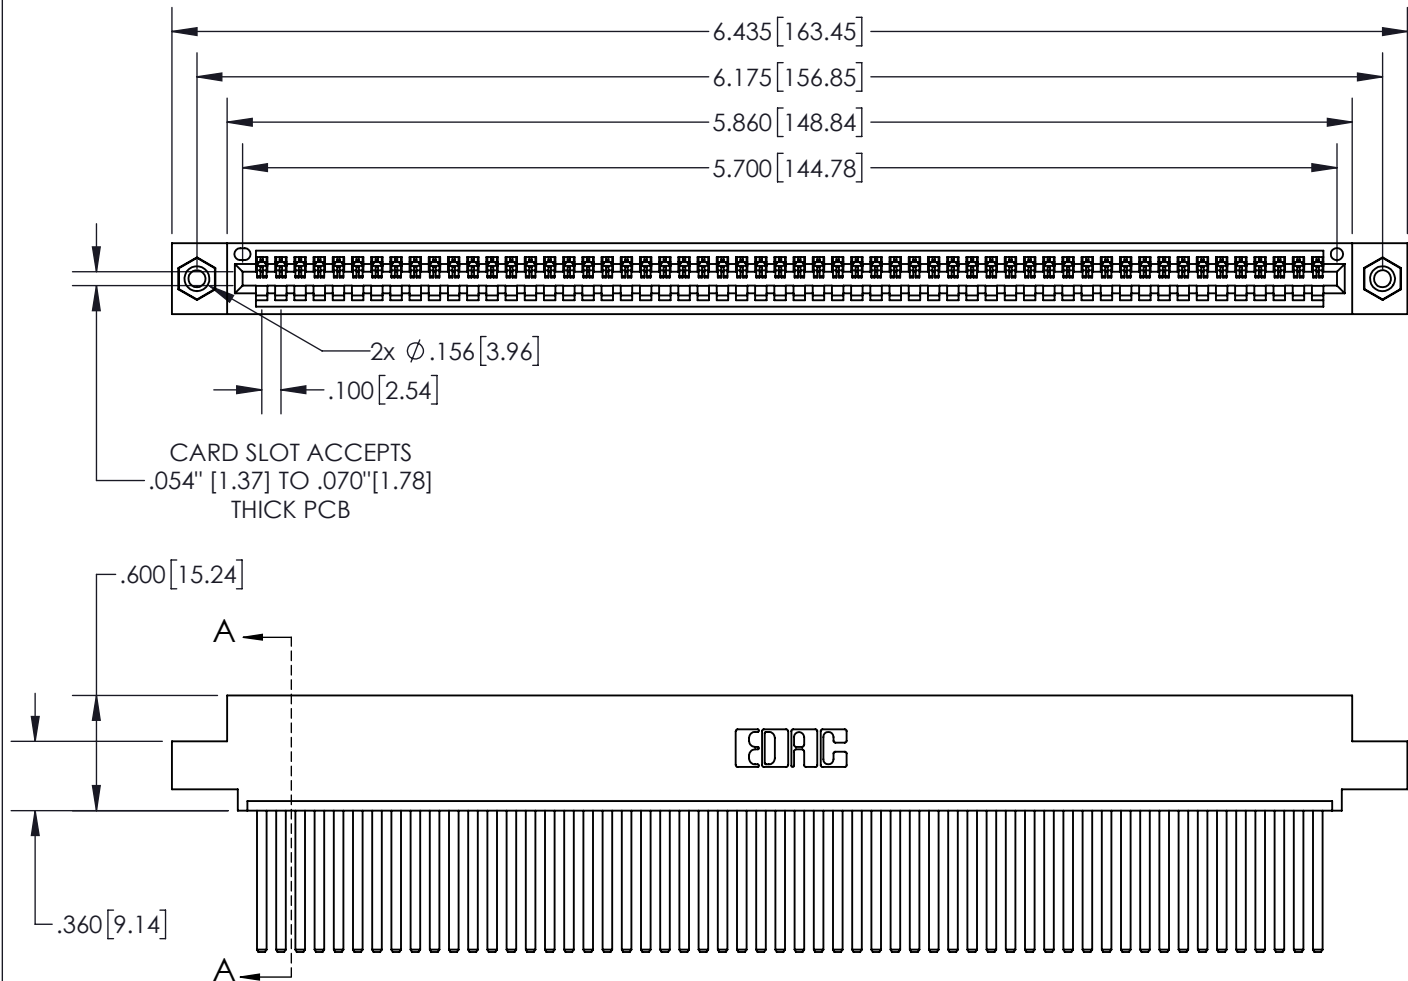 6.435[163.45]
6.175[156.85]
5.860[148.84]
5.700[144.78]
2x Ø.156[3.96]
.100[2.54]
CARD SLOT ACCEPTS
.054" [1.37] TO .070"[1.78]
THICK PCB
.600[15.24]
A
EDAC
.360[9.14]
A